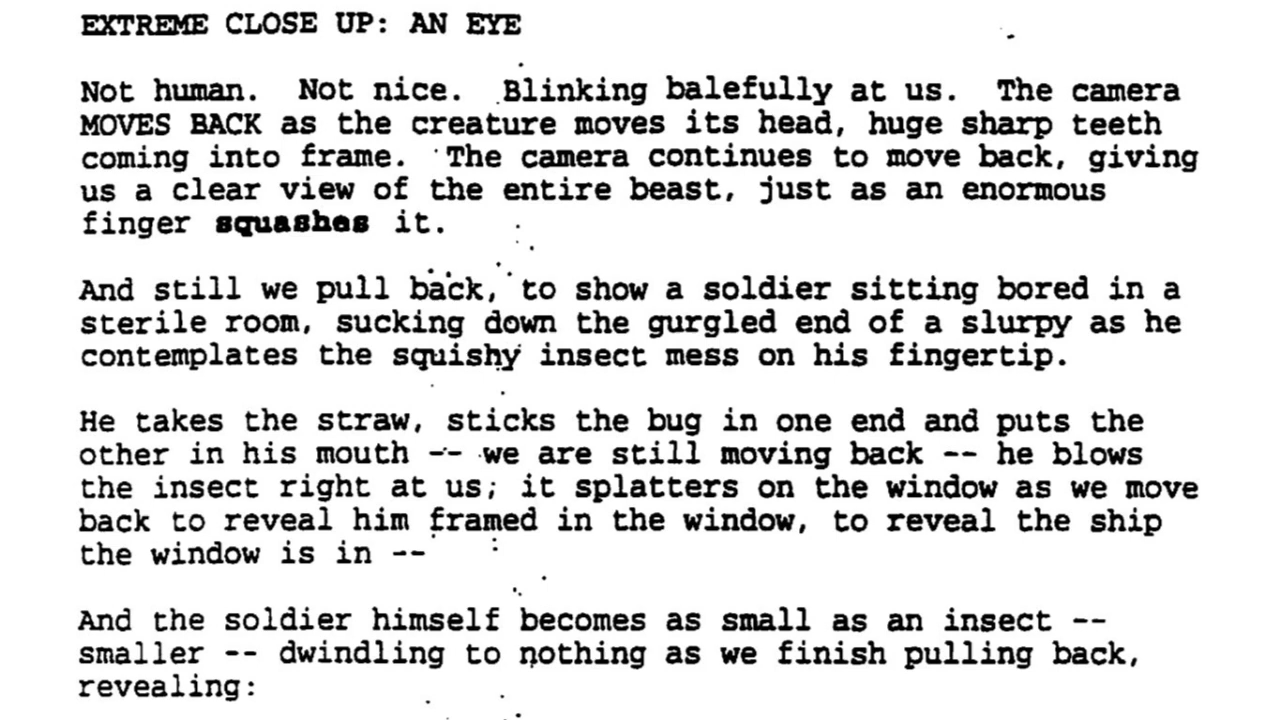 EXTREME CLOSE UP: AN EYE
Not human. Not nice. Blinking balefully at us. The camera
MOVES BACK as the creature moves its head, huge sharp teeth
coming into frame. The camera continues to move back, giving
us a clear view of the entire beast, just as an enormous
finger squashes it.
And still we pull back, to show a soldier sitting bored in a
sterile room, sucking down the gurgled end of a slurpy as he
contemplates the squishy insect mess on his fingertip.
He takes the straw, sticks the bug in one end and puts the
other in his mouth -- we are still moving back -- he blows
the insect right at us; it splatters on the window as we move
back to reveal him framed in the window, to reveal the ship
the window is in --
And the soldier himself becomes as small as an insect --
smaller -- dwindling to nothing as we finish pulling back,
revealing: